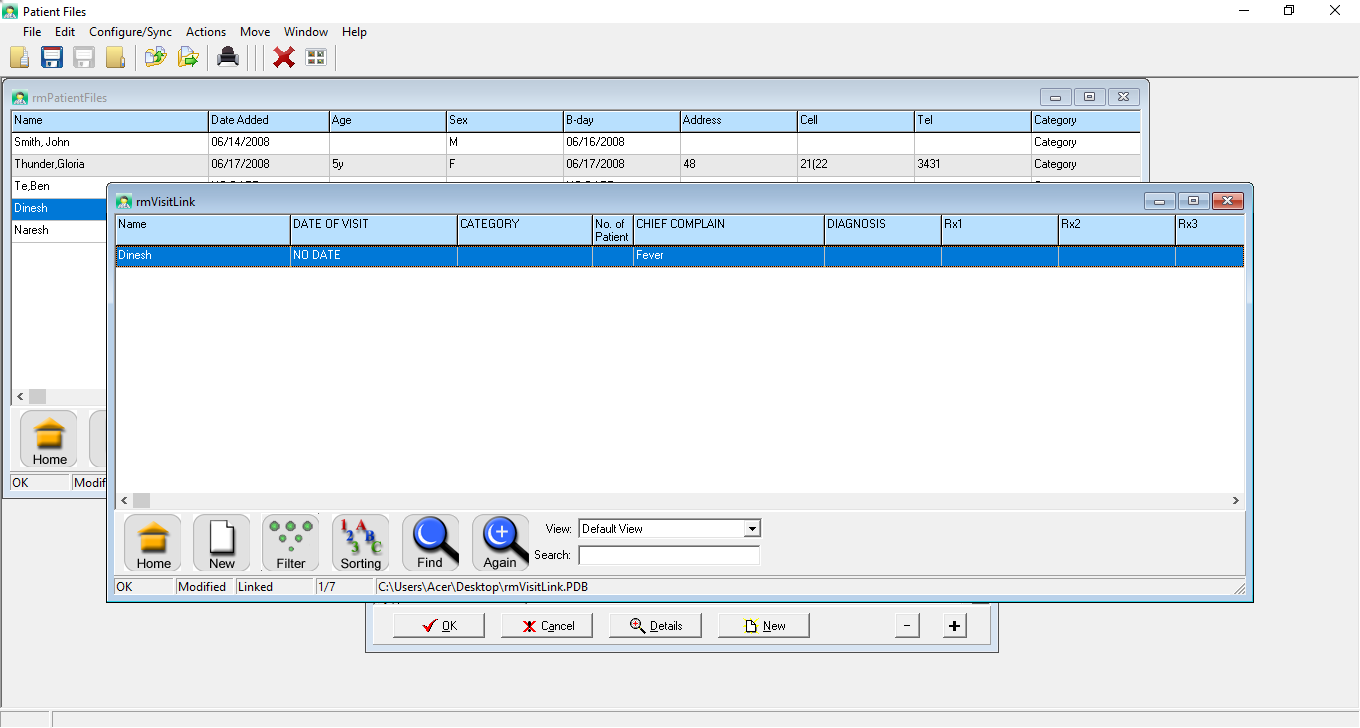 Patient Files
File Edit Configure/Sync Actions Move Window Help
rmPatientFiles
Name Date Added Age Sex B-day Address Cell Tel Category
Smith, John 06/14/2008 M 06/16/2008 Category
Thunder,Gloria 06/17/2008 5y F 06/17/2008 48 21(22 3431 Category
Te,Ben
Dinesh
Naresh
Home
OK Modif
rmVisitLink
Name DATE OF VISIT CATEGORY No. of Patient CHIEF COMPLAIN DIAGNOSIS Rx1 Rx2 Rx3
Dinesh NO DATE Fever
Home New Filter Sorting Find Again
View: Default View
Search:
OK Modified Linked 1/7 C:\Users\Acer\Desktop\rmVisitLink.PDB
OK Cancel Details New - +